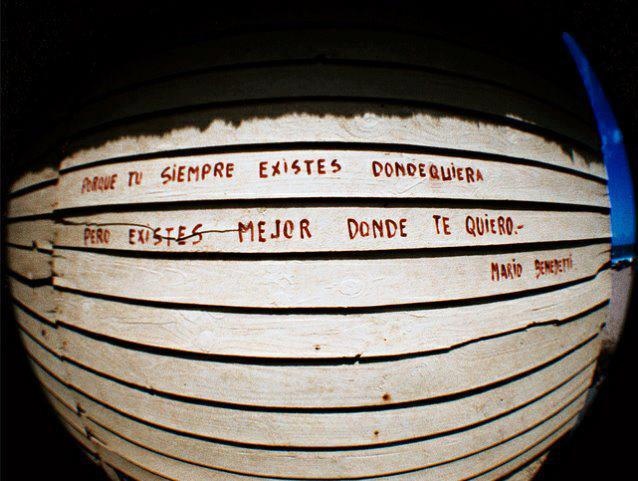 PORQUE TU SIEMPRE EXISTES DONDEQUIERA
PERO EXISTES MEJOR DONDE TE QUIERO.-
MARIO BENEDETTI